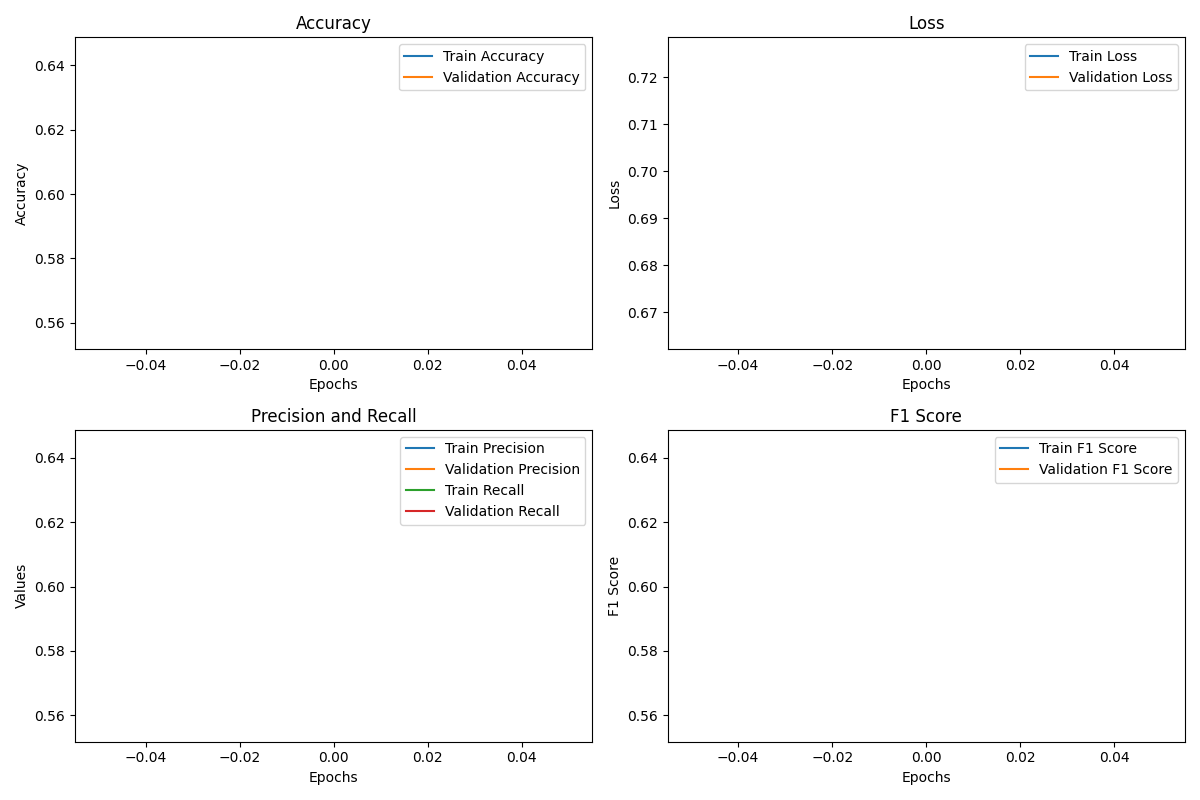 Accuracy
Train Accuracy
Validation Accuracy
Accuracy
0.64
0.62
0.60
0.58
0.56
−0.04 −0.02 0.00 0.02 0.04
Epochs
Loss
Train Loss
Validation Loss
Loss
0.72
0.71
0.70
0.69
0.68
0.67
−0.04 −0.02 0.00 0.02 0.04
Epochs
Precision and Recall
Train Precision
Validation Precision
Train Recall
Validation Recall
Values
0.64
0.62
0.60
0.58
0.56
−0.04 −0.02 0.00 0.02 0.04
Epochs
F1 Score
Train F1 Score
Validation F1 Score
F1 Score
0.64
0.62
0.60
0.58
0.56
−0.04 −0.02 0.00 0.02 0.04
Epochs